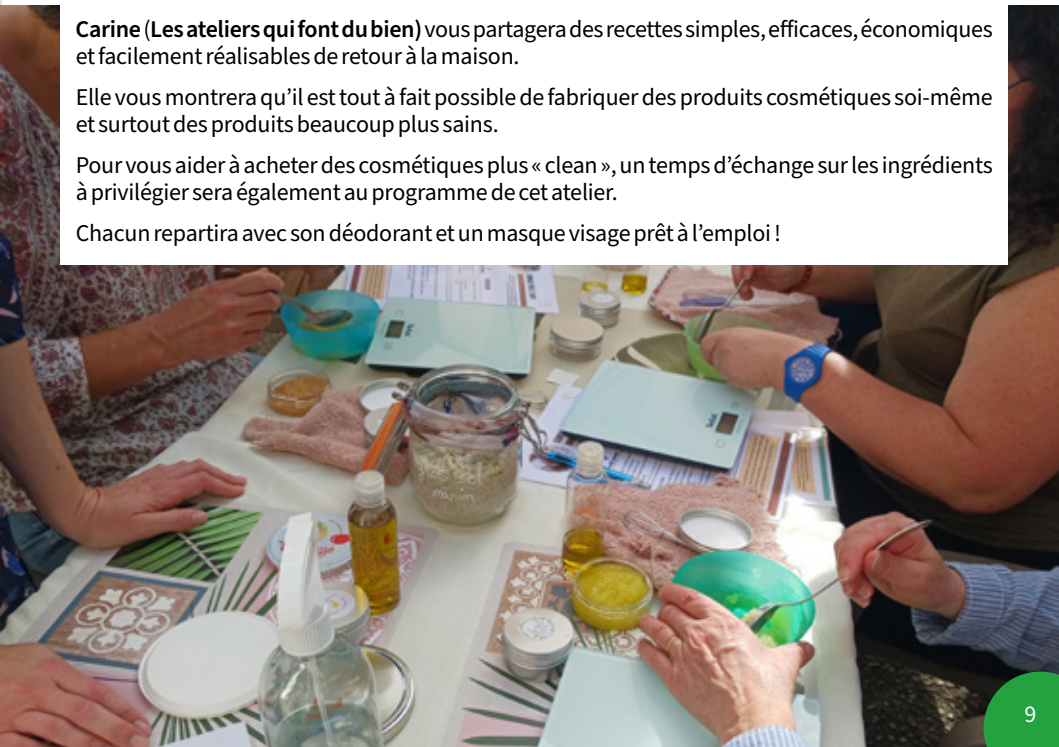 Carine (Les ateliers qui font du bien) vous partagera des recettes simples, efficaces, économiques
et facilement réalisables de retour à la maison.
Elle vous montrera qu’il est tout à fait possible de fabriquer des produits cosmétiques soi-même
et surtout des produits beaucoup plus sains.
Pour vous aider à acheter des cosmétiques plus « clean », un temps d’échange sur les ingrédients
à privilégier sera également au programme de cet atelier.
Chacun repartira avec son déodorant et un masque visage prêt à l’emploi !
gros sel
9